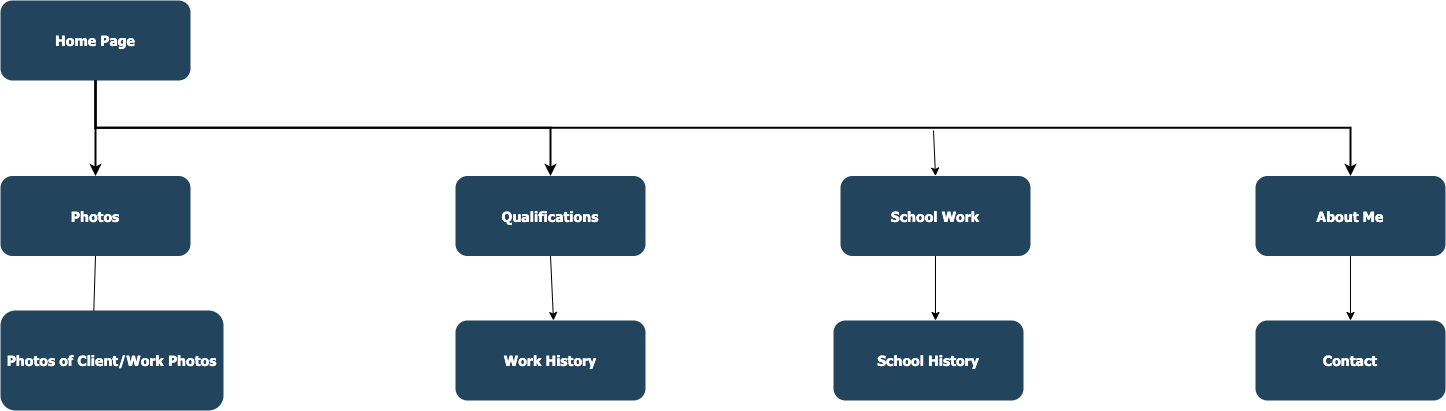 Home Page
Photos
Qualifications
School Work
About Me
Photos of Client/Work Photos
Work History
School History
Contact